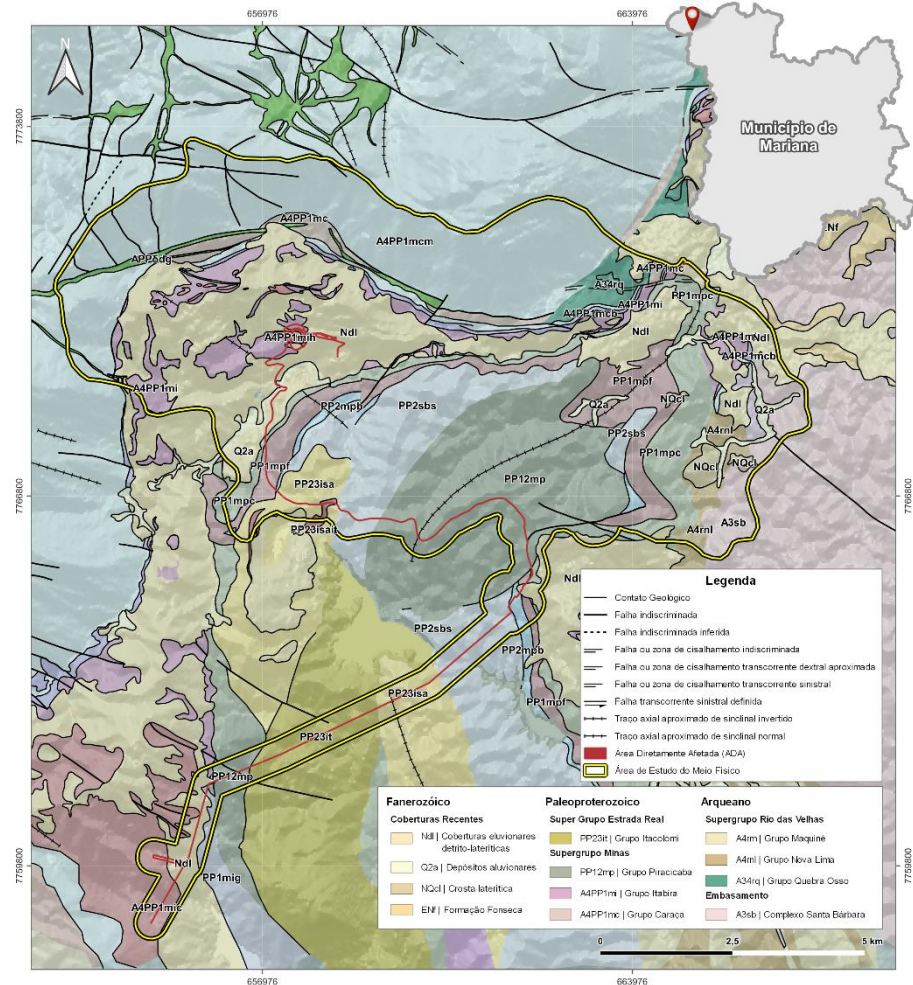 656976
663976
N
Município de
Mariana
7773800
7773800
Nf
A4PP1mc
A4PP1mcm
APP6dg
A4PP1mc
A34rq
A4PP1mi
PP1mpc
A4PP1mcb
A4PP1mih
Ndl
Ndl
Ndl
A4PP1mcb
A4PP1mi
PP1mpf
PP2mpb
PP2sbs
Q2a
NQcl
Ndl
Q2a
PP2sbs
A4rnl
Q2a
PP1mpf
PP1mpc
NQcl
NQcl
PP23isa
PP12mp
PP1mpc
7766800
7766800
PP23isait
A4rnl
A3sb
Ndl
PP2sbs
PP2mpb
PP23isa
PP1mpf
PP23it
PP12mp
Ndl
PP1mig
A4PP1mic
7759800
7759800
Legenda
Contato Geológico
Falha indiscriminada
Falha indiscriminada inferida
Falha ou zona de cisalhamento indiscriminada
Falha ou zona de cisalhamento transcorrente dextral aproximada
Falha ou zona de cisalhamento transcorrente sinistral
Falha transcorrente sinistral definida
Traço axial aproximado de sinclinal invertido
Traço axial aproximado de sinclinal normal
Área Diretamente Afetada (ADA)
Área de Estudo do Meio Físico
Fanerozóico
Coberturas Recentes
Ndl | Coberturas eluvionares
detrito-lateríticas
Q2a | Depósitos aluvionares
NQcl | Crosta laterítica
ENf | Formação Fonseca
Paleoproterozoico
Super Grupo Estrada Real
PP23it | Grupo Itacolomi
Supergrupo Minas
PP12mp | Grupo Piracicaba
A4PP1mi | Grupo Itabira
A4PP1mc | Grupo Caraça
Arqueano
Supergrupo Rio das Velhas
A4rm | Grupo Maquiné
A4rnl | Grupo Nova Lima
A34rq | Grupo Quebra Osso
Embasamento
A3sb | Complexo Santa Bárbara
0
2,5
5 km
656976
663976